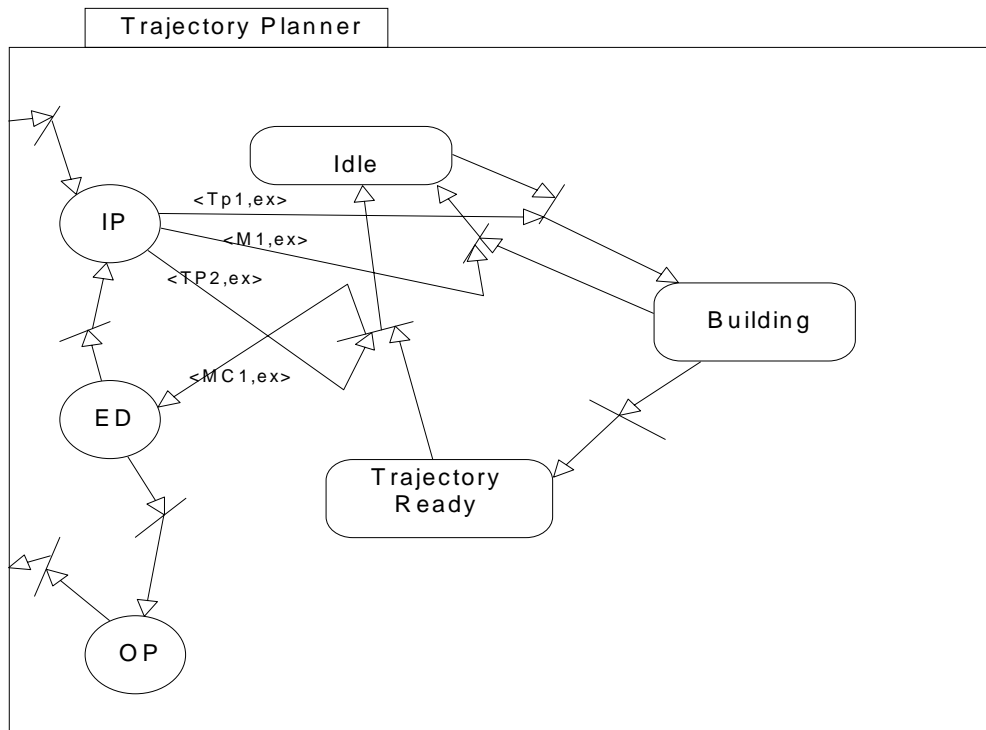 Trajectory Planner
Idle
<Tp1,ex>
IP
<M1,ex>
<TP2,ex>
Building
<MC1,ex>
ED
Trajectory
Ready
OP